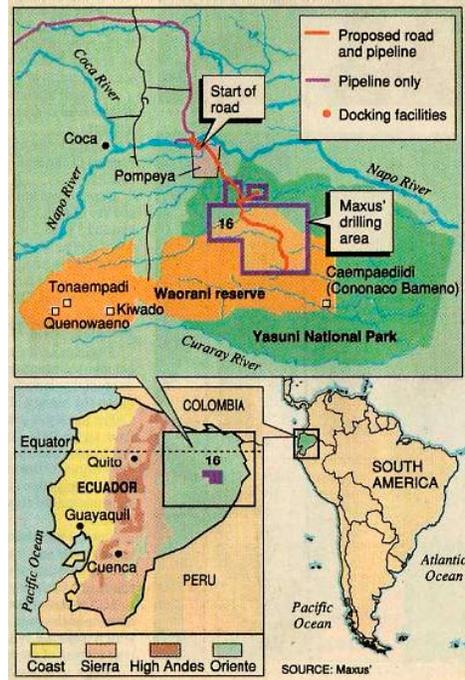 Proposed road
and pipeline
Pipeline only
Docking facilities
Coca River
Start of
road
Coca
Pompeya
Napo River
Napo River
16
Maxus'
drilling
area
Tonaempadi
Waorani reserve
Caempaediidi
(Cononaco Bameno)
Kiwado
Quenowaeno
Yasuni National Park
Curaray River
COLOMBIA
Equator
Quito
16
ECUADOR
Guayaquil
Cuenca
PERU
Pacific Ocean
SOUTH
AMERICA
Atlantic
Ocean
Pacific
Ocean
Coast
Sierra
High Andes
Oriente
SOURCE: Maxus'